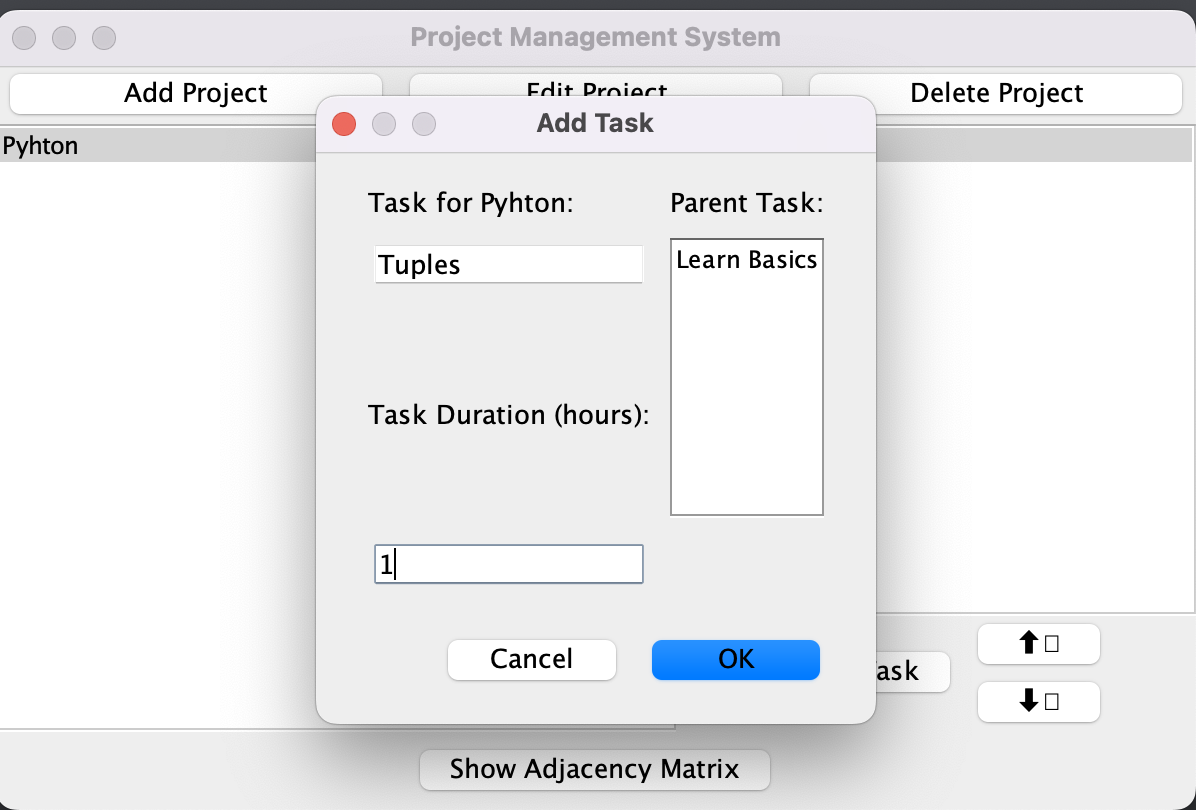 Project Management System
Add Project
Edit Project
Delete Project
Pyhton
Add Task
Task for Pyhton:
Parent Task:
Tuples
Learn Basics
Task Duration (hours):
1
Cancel
OK
⬆
⬇
Show Adjacency Matrix